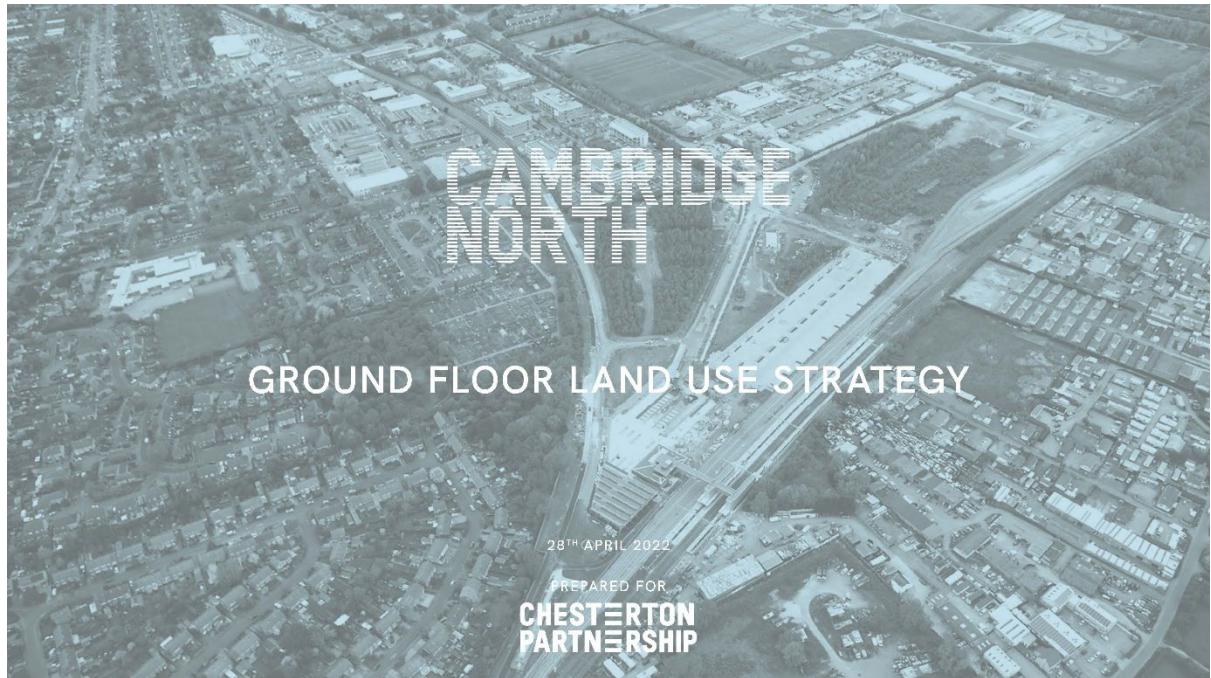 CAMBRIDGE
NORTH
GROUND FLOOR LAND USE STRATEGY
28TH APRIL 2022
PREPARED FOR
CHESTERTON
PARTNERSHIP